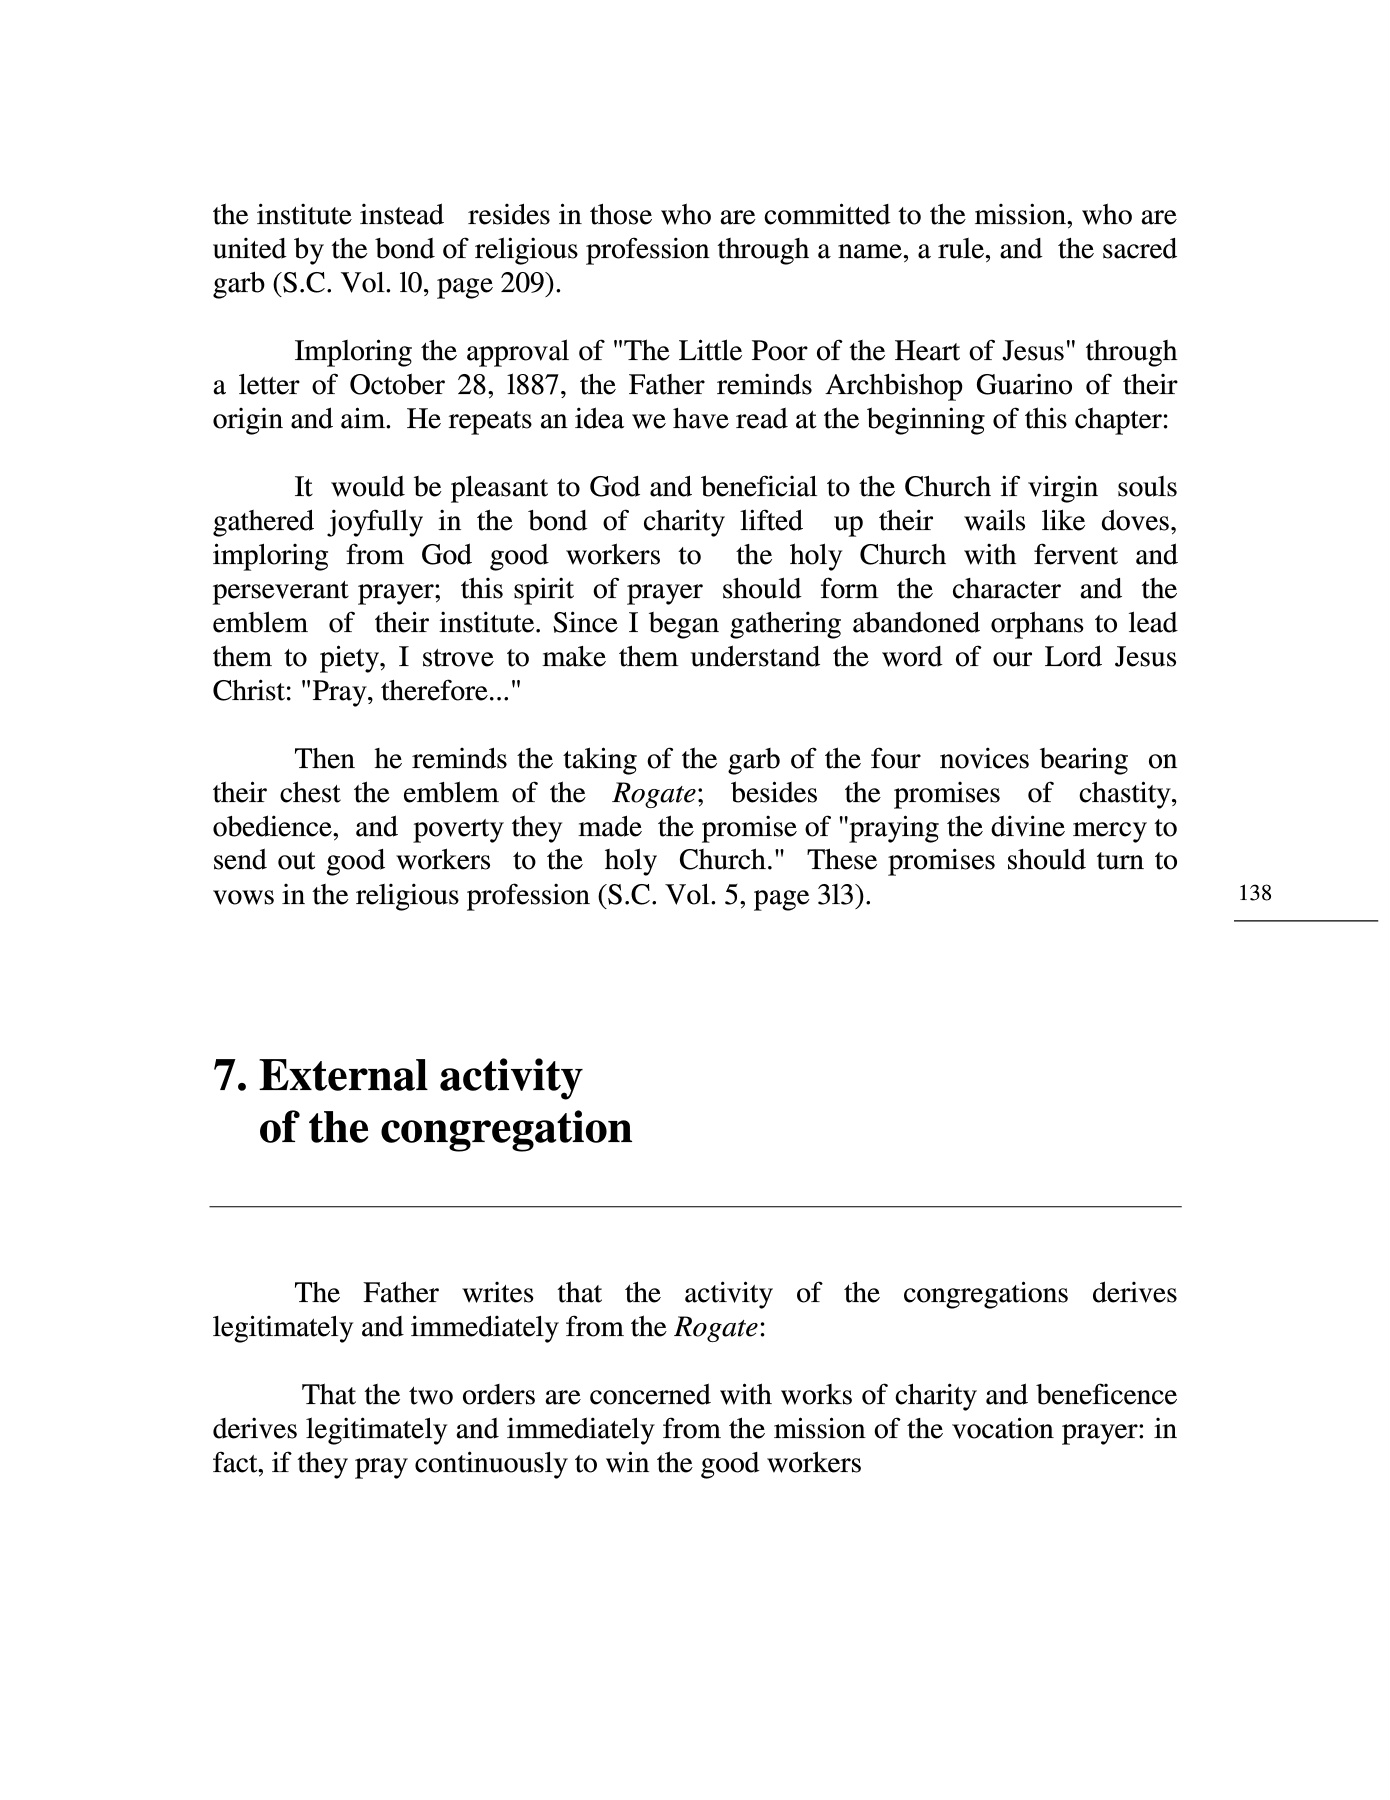 the institute instead resides in those who are committed to the mission, who are
united by the bond of religious profession through a name, a rule, and the sacred
garb (S.C. Vol. l0, page 209).
Imploring the approval of "The Little Poor of the Heart of Jesus" through
a letter of October 28, l887, the Father reminds Archbishop Guarino of their
origin and aim. He repeats an idea we have read at the beginning of this chapter:
It would be pleasant to God and beneficial to the Church if virgin souls
gathered joyfully in the bond of charity lifted up their wails like doves,
imploring from God good workers to the holy Church with fervent and
perseverant prayer; this spirit of prayer should form the character and the
emblem of their institute. Since I began gathering abandoned orphans to lead
them to piety, I strove to make them understand the word of our Lord Jesus
Christ: "Pray, therefore..."
Then he reminds the taking of the garb of the four novices bearing on
their chest the emblem of the Rogate; besides the promises of chastity,
obedience, and poverty they made the promise of "praying the divine mercy to
send out good workers to the holy Church." These promises should turn to
vows in the religious profession (S.C. Vol. 5, page 3l3).
138
7. External activity
of the congregation
The Father writes that the activity of the congregations derives
legitimately and immediately from the Rogate:
That the two orders are concerned with works of charity and beneficence
derives legitimately and immediately from the mission of the vocation prayer: in
fact, if they pray continuously to win the good workers